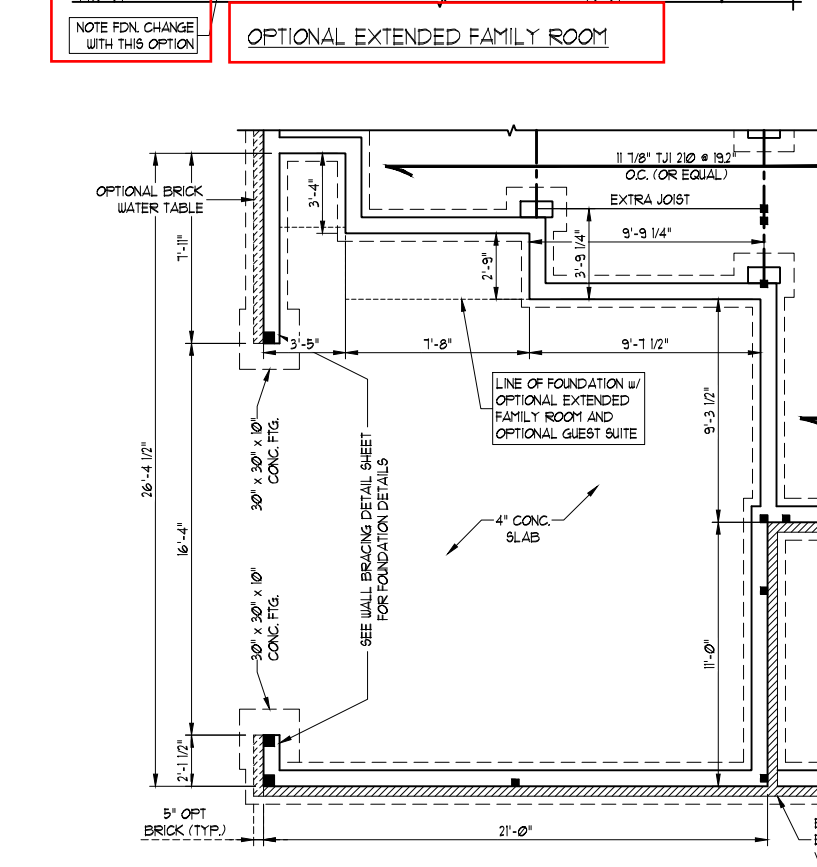 NOTE FDN. CHANGE
WITH THIS OPTION
OPTIONAL EXTENDED FAMILY ROOM
11 7/8" TJI 210 @ 19.2"
O.C. (OR EQUAL)
EXTRA JOIST
OPTIONAL BRICK
WATER TABLE
3'-4"
7'-11"
9'-9 1/4"
3'-9 1/4"
2'-9"
3'-5"
7'-8"
9'-7 1/2"
LINE OF FOUNDATION w/
OPTIONAL EXTENDED
FAMILY ROOM AND
OPTIONAL GUEST SUITE
9'-3 1/2"
30" x 30" x 10"
CONC. FTG.
26'-4 1/2"
16'-4"
SEE WALL BRACING DETAIL SHEET
FOR FOUNDATION DETAILS
4" CONC.
SLAB
30" x 30" x 10"
CONC. FTG.
11'-0"
2'-1 1/2"
5" OPT
BRICK (TYP.)
21'-0"